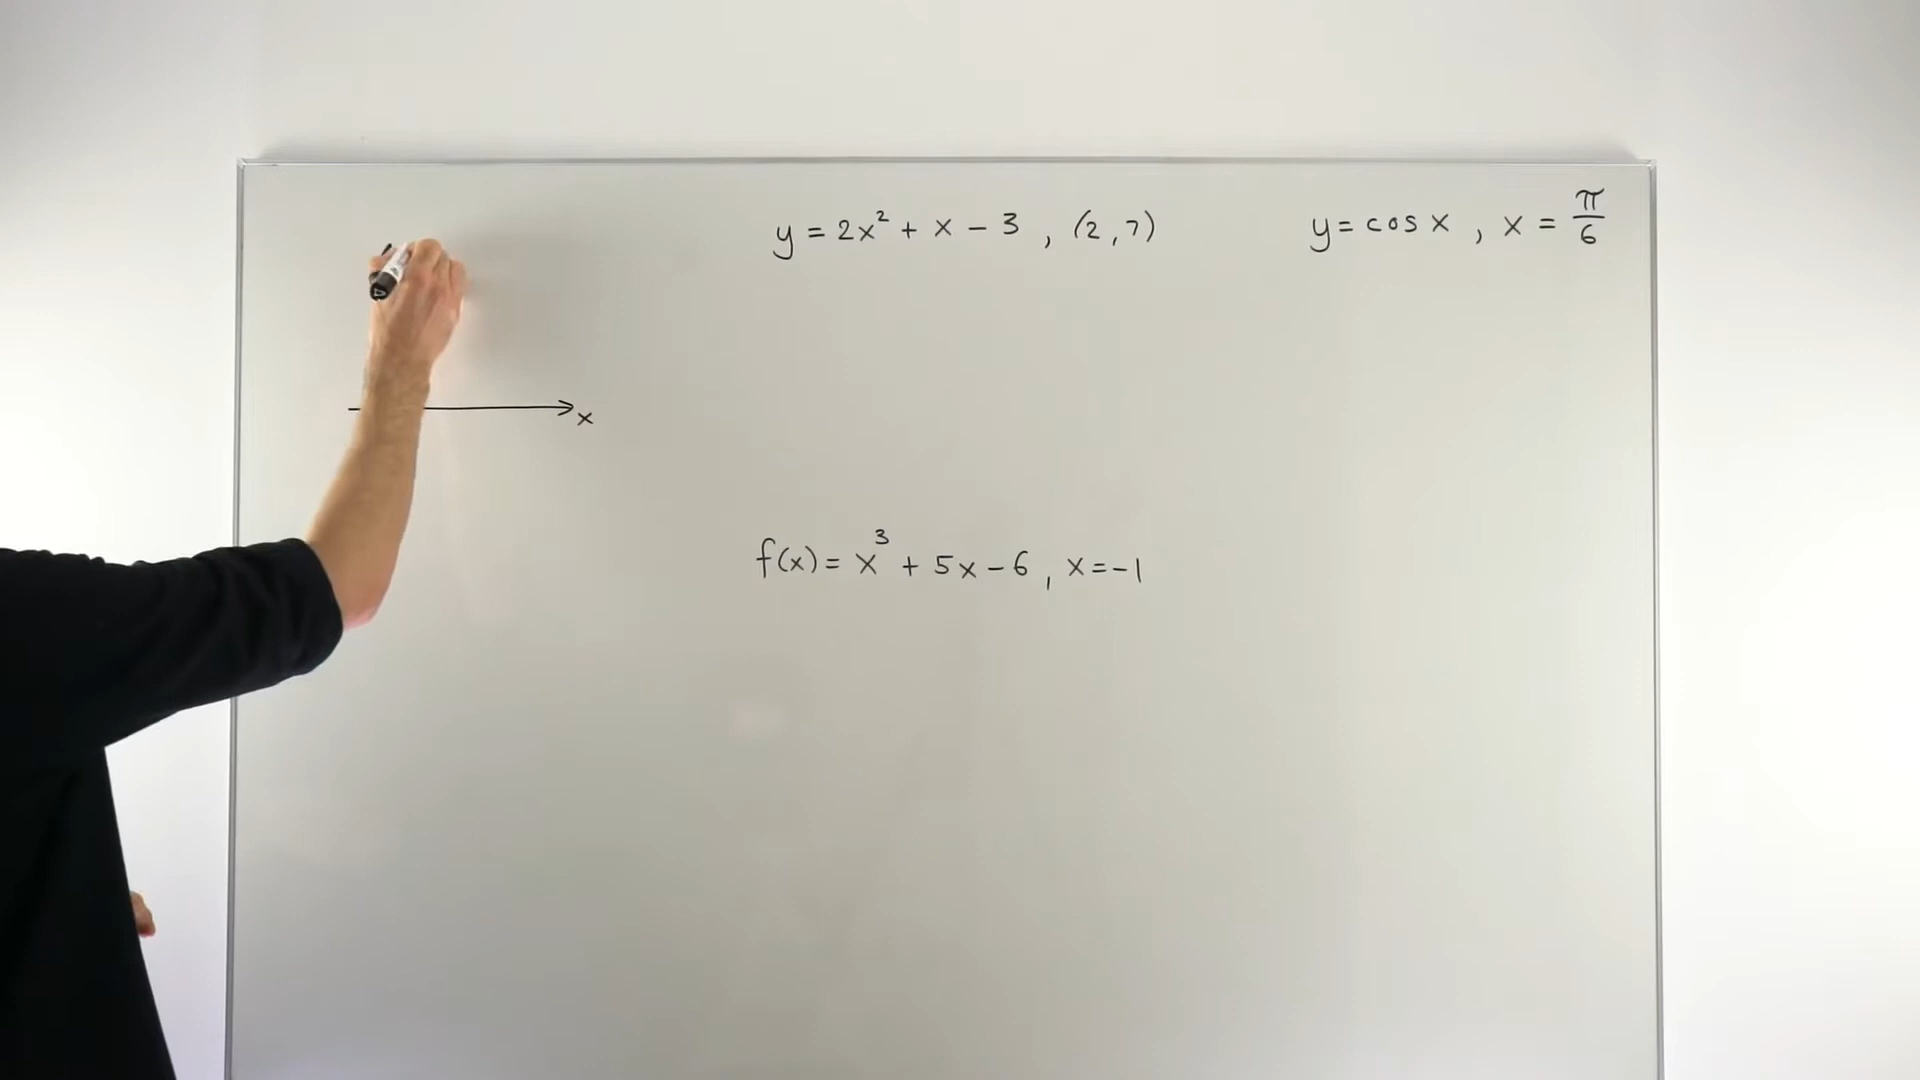 y = 2x² + x - 3 , (2,7)
y = cos x , x = π/6
x
f(x) = x³ + 5x - 6 , x = -1